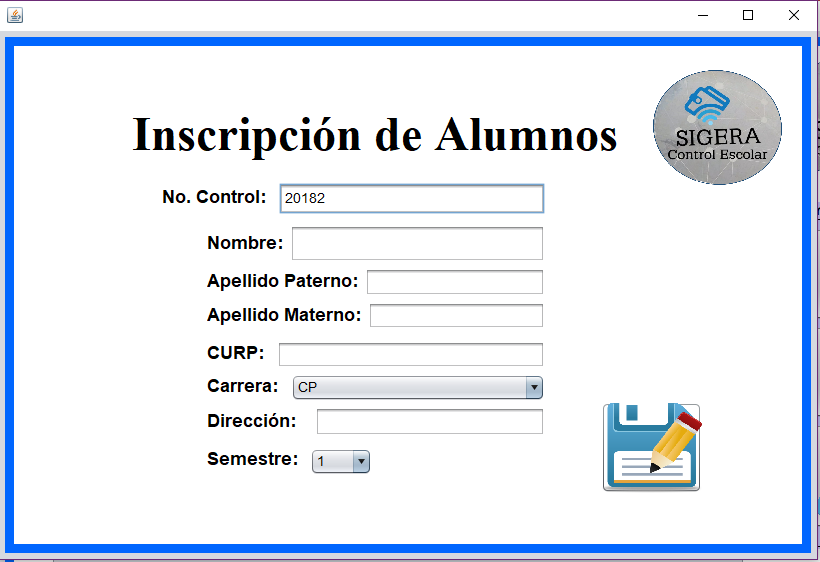 Inscripción de Alumnos
SIGERA
Control Escolar
No. Control: 20182
Nombre:
Apellido Paterno:
Apellido Materno:
CURP:
Carrera: CP
Dirección:
Semestre: 1